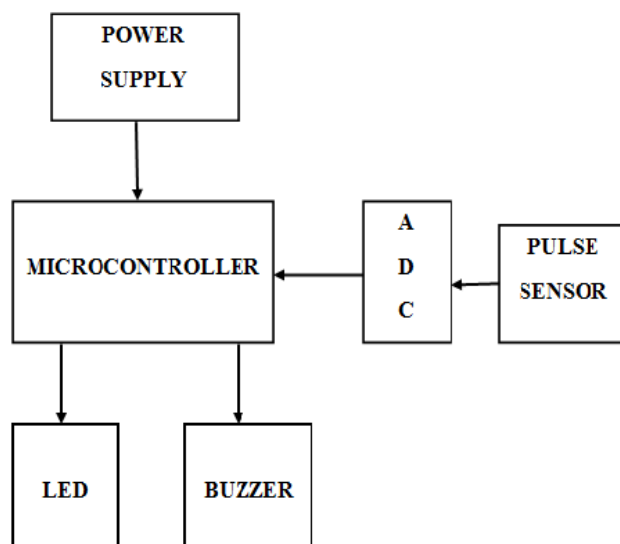 POWER
SUPPLY
MICROCONTROLLER
A
D
C
PULSE
SENSOR
LED
BUZZER